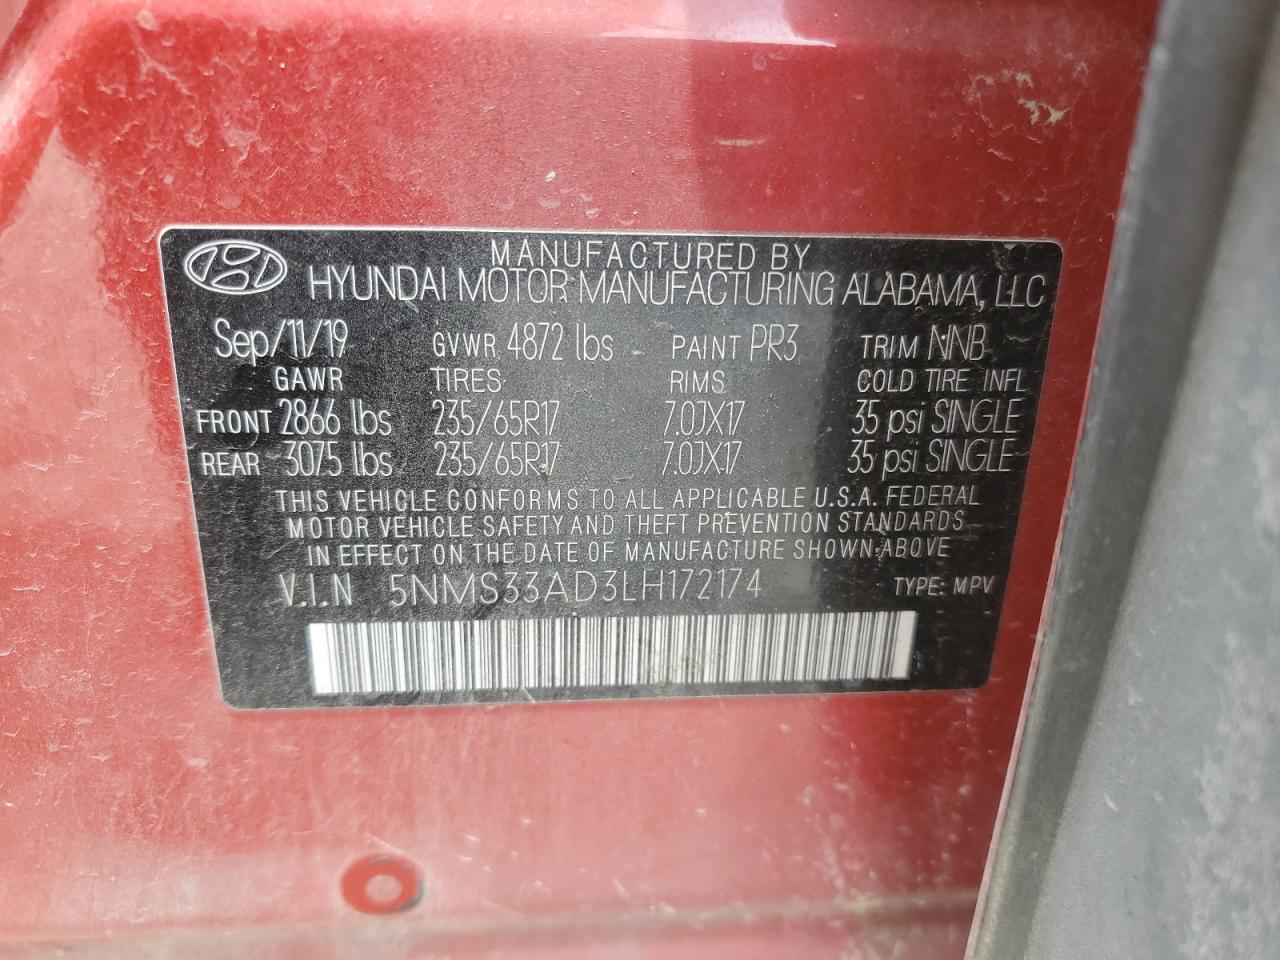 MANUFACTURED BY
HYUNDAI MOTOR MANUFACTURING ALABAMA, LLC
Sep/11/19 GVWR 4872 lbs PAINT PR3 TRIM NNB
GAWR TIRES RIMS COLD TIRE INFL
FRONT 2866 lbs 235/65R17 7.0JX17 35 psi SINGLE
REAR 3075 lbs 235/65R17 7.0JX17 35 psi SINGLE
THIS VEHICLE CONFORMS TO ALL APPLICABLE U.S.A. FEDERAL
MOTOR VEHICLE SAFETY AND THEFT PREVENTION STANDARDS
IN EFFECT ON THE DATE OF MANUFACTURE SHOWN ABOVE
V.I.N 5NMS33AD3LH172174 TYPE: MPV